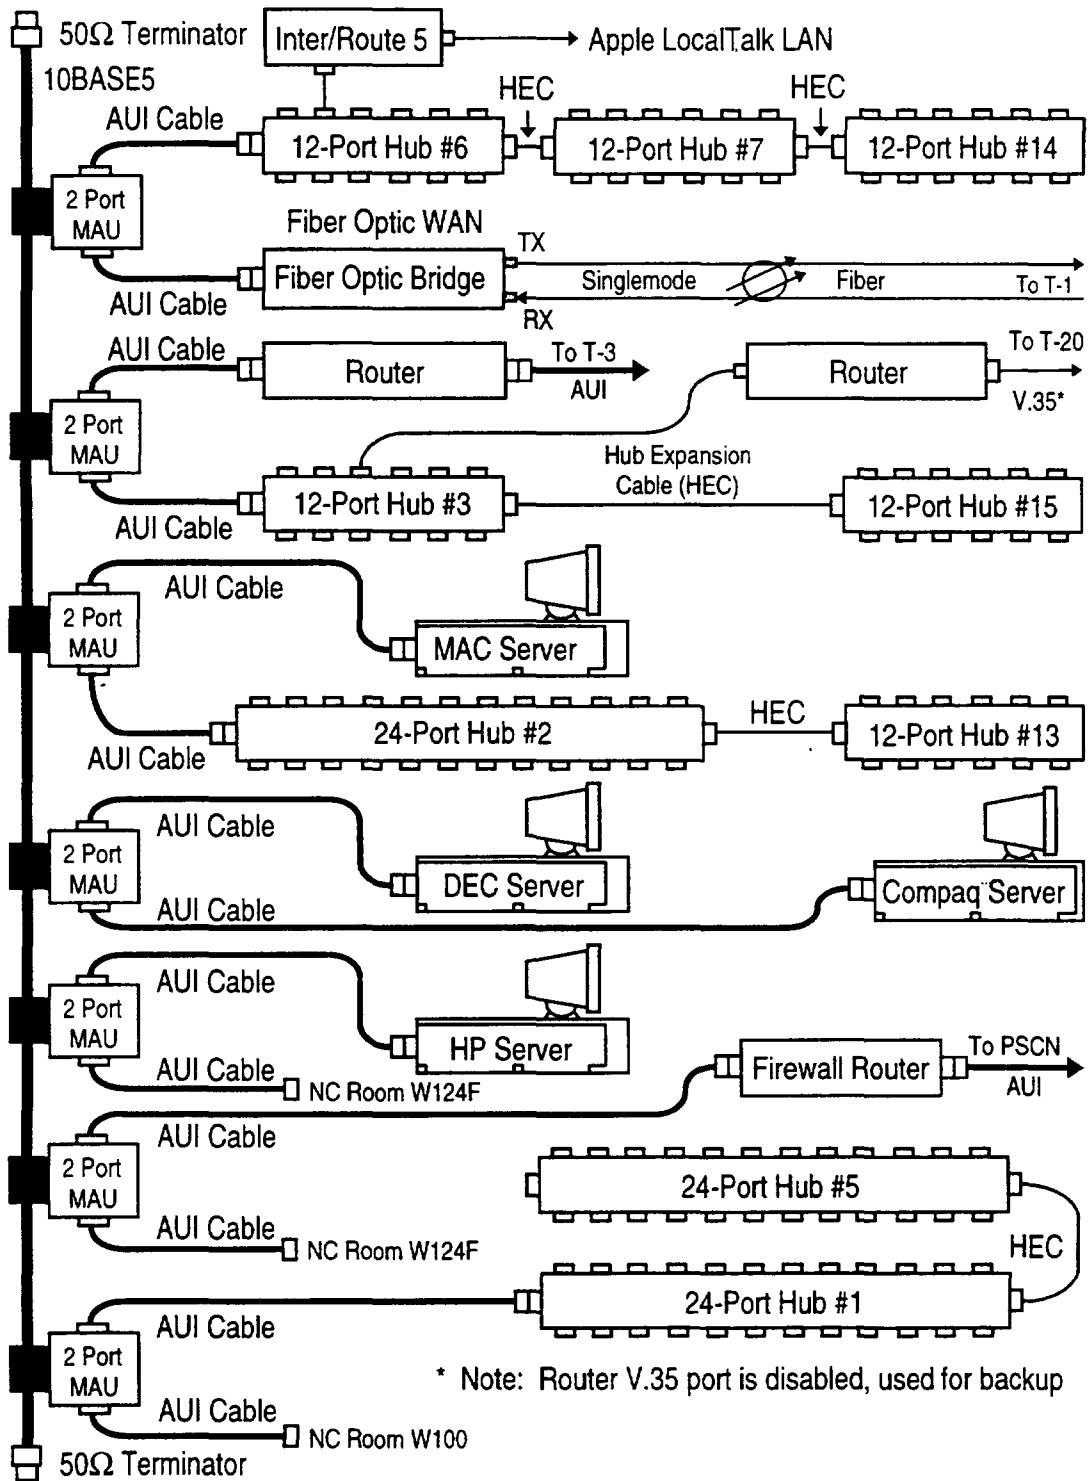 50Ω Terminator
Inter/Route 5
Apple LocalTalk LAN
10BASE5
HEC
HEC
AUI Cable
12-Port Hub #6
12-Port Hub #7
12-Port Hub #14
2 Port
MAU
Fiber Optic WAN
TX
Fiber Optic Bridge
Singlemode
Fiber
To T-1
AUI Cable
RX
AUI Cable
Router
To T-3
AUI
Router
To T-20
V.35*
2 Port
MAU
Hub Expansion
Cable (HEC)
12-Port Hub #3
12-Port Hub #15
AUI Cable
AUI Cable
2 Port
MAU
MAC Server
24-Port Hub #2
HEC
12-Port Hub #13
AUI Cable
AUI Cable
2 Port
MAU
DEC Server
Compaq Server
AUI Cable
AUI Cable
2 Port
MAU
HP Server
AUI Cable
NC Room W124F
Firewall Router
To PSCN
AUI
AUI Cable
2 Port
MAU
24-Port Hub #5
AUI Cable
NC Room W124F
HEC
24-Port Hub #1
AUI Cable
2 Port
MAU
* Note: Router V.35 port is disabled, used for backup
AUI Cable
NC Room W100
50Ω Terminator